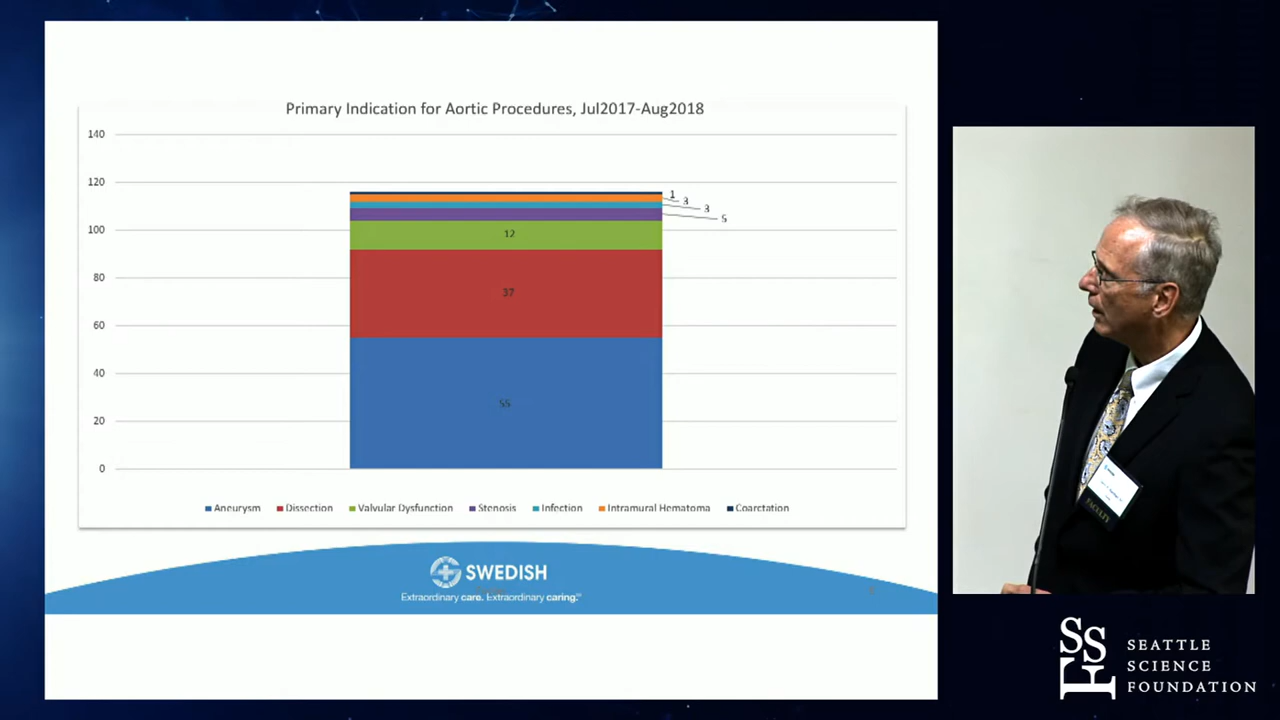 Primary Indication for Aortic Procedures, Jul2017-Aug2018
140
120
100
80
60
40
20
0
1
3
3
5
12
37
55
Aneurysm Dissection Valvular Dysfunction Stenosis Infection Intramural Hematoma Coarctation
SWEDISH
Extraordinary care. Extraordinary caring.
FACULTY
SSF
SEATTLE
SCIENCE
FOUNDATION